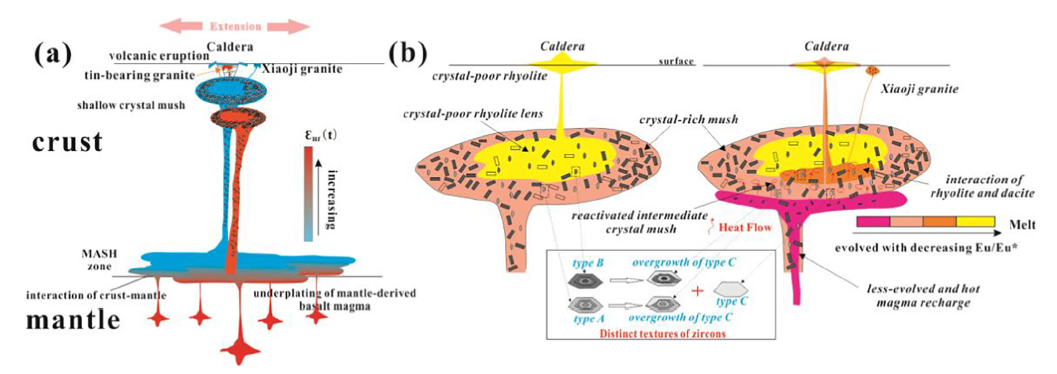 Extension
(a)
Caldera
volcanic eruption
tin-bearing granite
Xiaoji granite
shallow crystal mush
crust
εHf(t)
increasing
MASH
zone
interaction of crust-mantle
underplating of mantle-derived
basalt magma
mantle
(b)
Caldera
surface
crystal-poor rhyolite
crystal-poor rhyolite lens
crystal-rich mush
Caldera
Xiaoji granite
interaction of
rhyolite and dacite
reactivated intermediate
crystal mush
Heat Flow
Melt
evolved with decreasing Eu/Eu*
less-evolved and hot
magma recharge
type B
overgrowth of type C
+
type C
type A
overgrowth of type C
Distinct textures of zircons